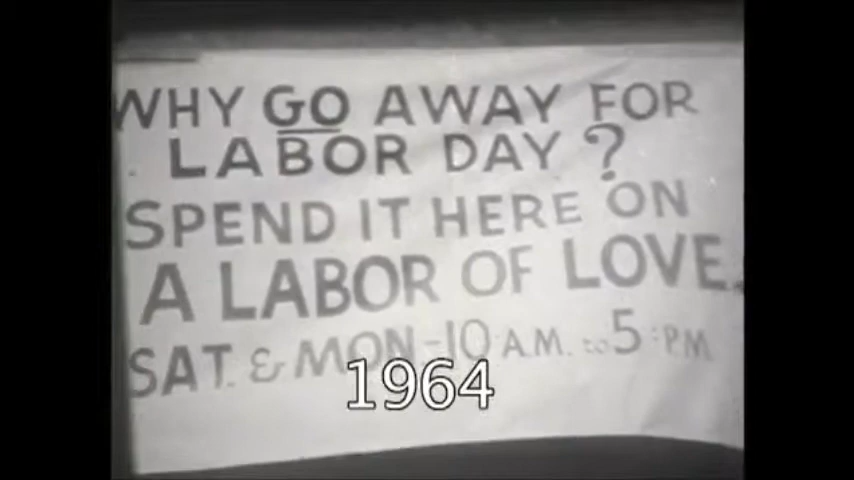 WHY GO AWAY FOR
LABOR DAY?
SPEND IT HERE ON
A LABOR OF LOVE.
SAT. & MON.-10 A.M. to 5:PM
1964